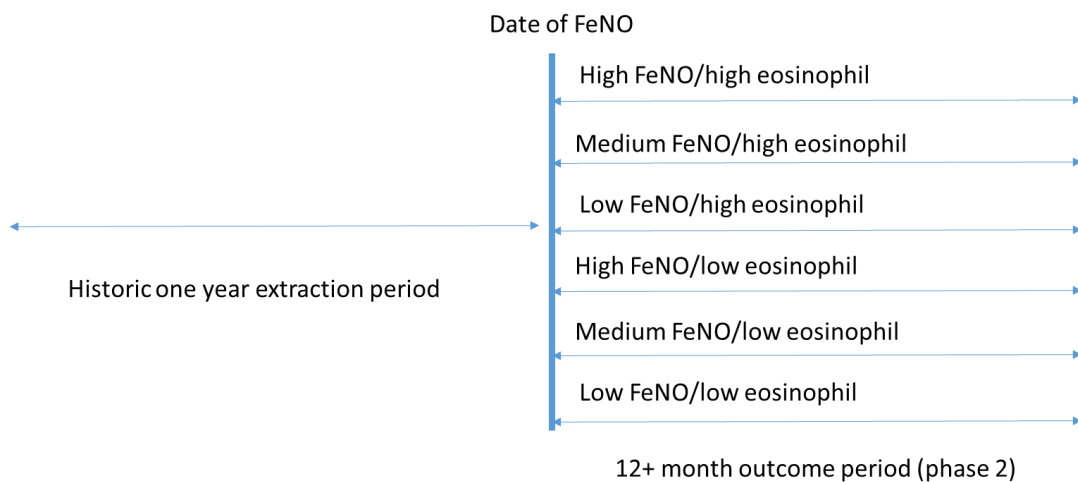 Date of FeNO
High FeNO/high eosinophil
Medium FeNO/high eosinophil
Low FeNO/high eosinophil
High FeNO/low eosinophil
Historic one year extraction period
Medium FeNO/low eosinophil
Low FeNO/low eosinophil
12+ month outcome period (phase 2)